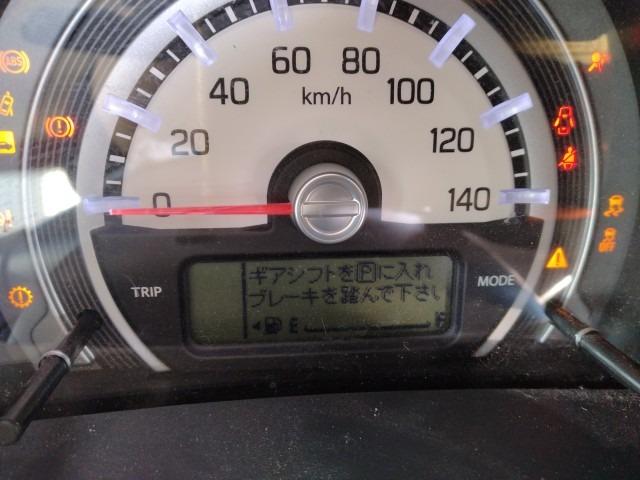 ABS
0
20
40
60
80
100
120
140
km/h
TRIP
MODE
ギアシフトをPに入れ
ブレーキを踏んで下さい
E F